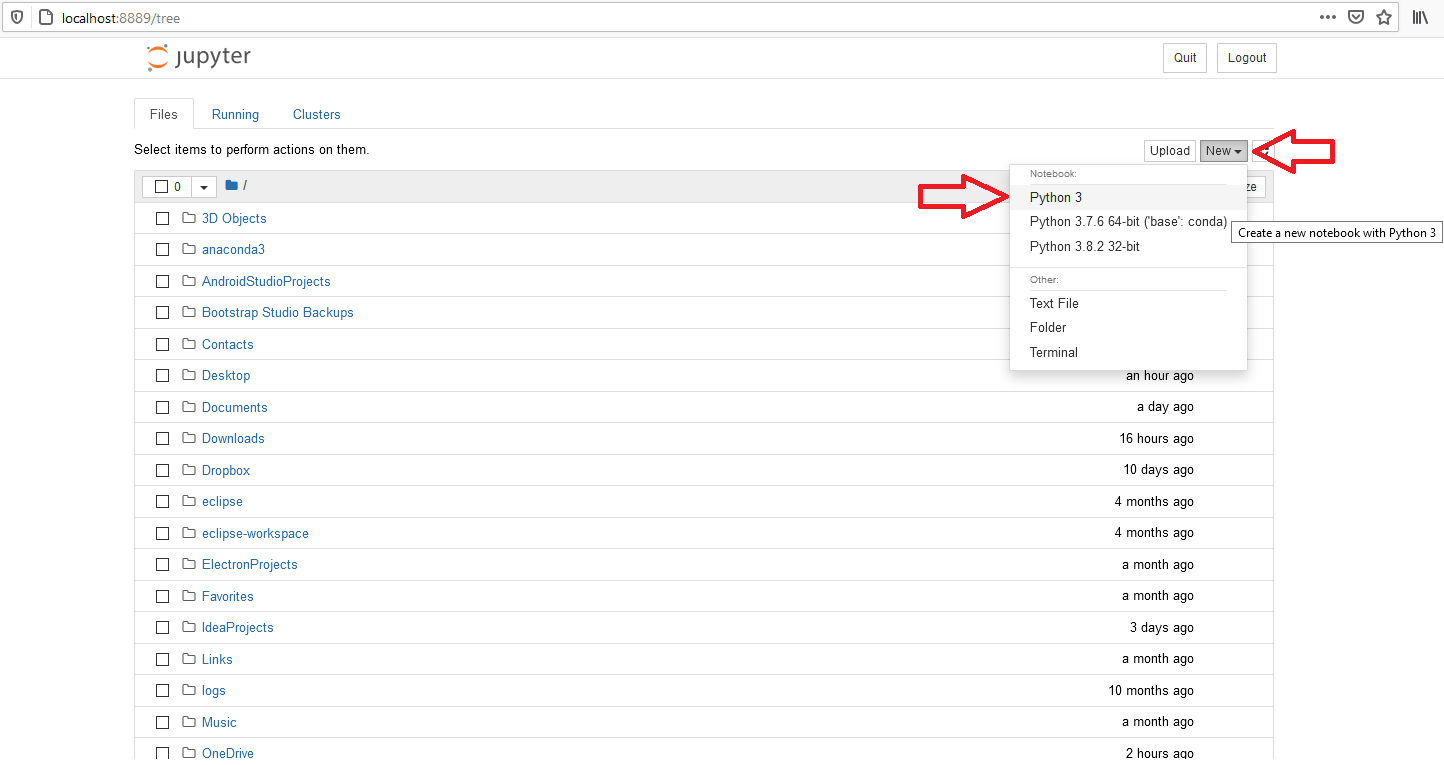 localhost:8889/tree
jupyter
Quit Logout
Files Running Clusters
Select items to perform actions on them.
Upload New
0 /
Notebook:
Python 3
Python 3.7.6 64-bit ('base': conda)
Create a new notebook with Python 3
Python 3.8.2 32-bit
Other:
Text File
Folder
Terminal
3D Objects
anaconda3
AndroidStudioProjects
Bootstrap Studio Backups
Contacts
Desktop an hour ago
Documents a day ago
Downloads 16 hours ago
Dropbox 10 days ago
eclipse 4 months ago
eclipse-workspace 4 months ago
ElectronProjects a month ago
Favorites a month ago
IdeaProjects 3 days ago
Links a month ago
logs 10 months ago
Music a month ago
OneDrive 2 hours ago